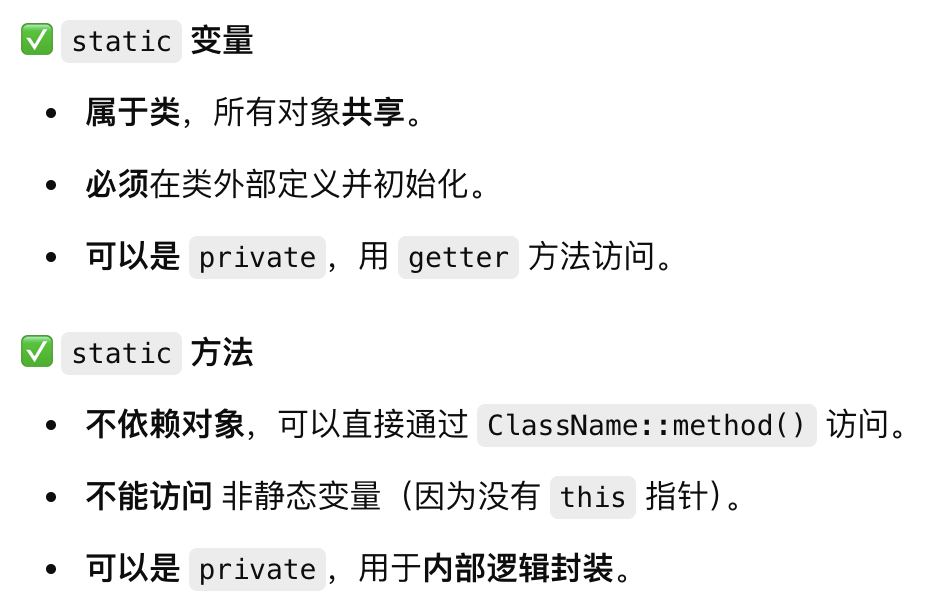 ✅ static 变量
• 属于类，所有对象共享。
• 必须在类外部定义并初始化。
• 可以是 private，用 getter 方法访问。
✅ static 方法
• 不依赖对象，可以直接通过 ClassName::method() 访问。
• 不能访问 非静态变量（因为没有 this 指针）。
• 可以是 private，用于内部逻辑封装。